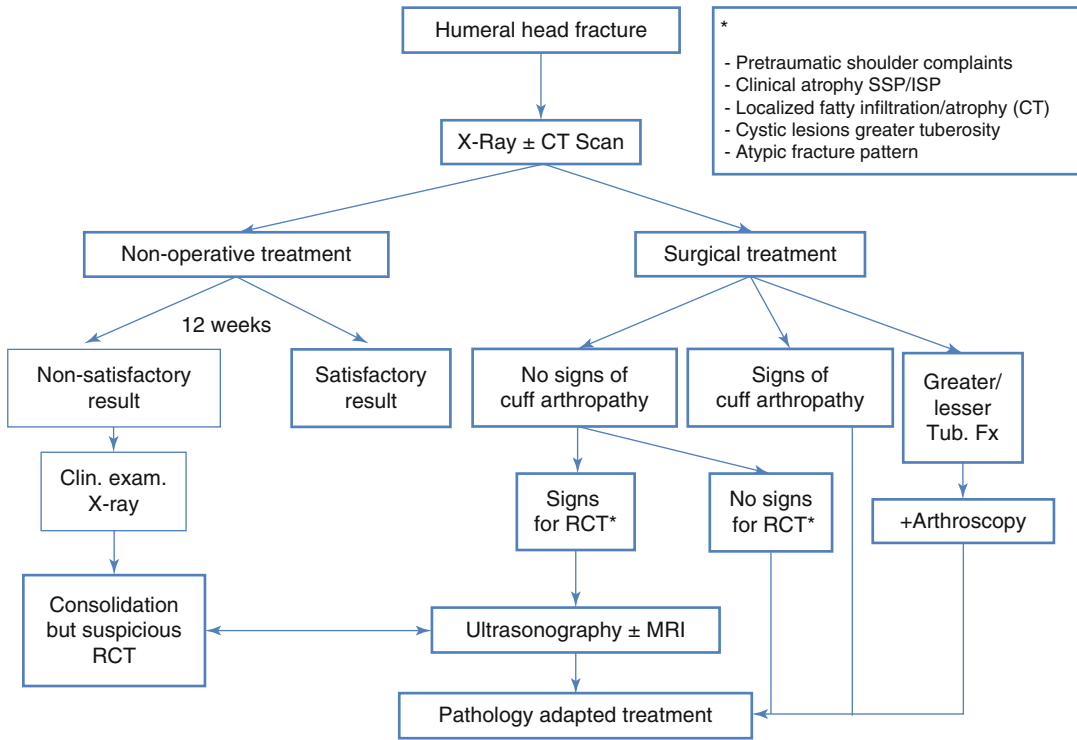 Humeral head fracture
*
- Pretraumatic shoulder complaints
- Clinical atrophy SSP/ISP
- Localized fatty infiltration/atrophy (CT)
- Cystic lesions greater tuberosity
- Atypic fracture pattern
X-Ray ± CT Scan
Non-operative treatment
Surgical treatment
12 weeks
Non-satisfactory
result
Satisfactory
result
No signs of
cuff arthropathy
Signs of
cuff arthropathy
Greater/
lesser
Tub. Fx
Clin. exam.
X-ray
Signs
for RCT*
No signs
for RCT*
+Arthroscopy
Consolidation
but suspicious
RCT
Ultrasonography ± MRI
Pathology adapted treatment